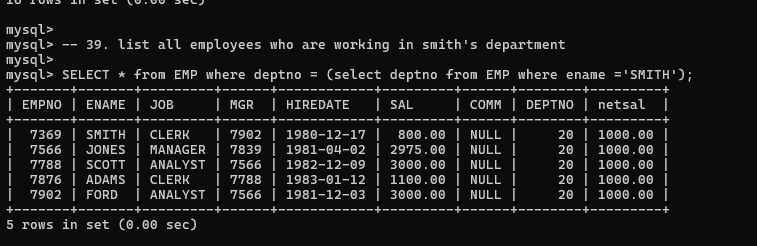 16 rows in set (0.00 sec)
mysql>
mysql> -- 39. list all employees who are working in smith's department
mysql>
mysql> SELECT * from EMP where deptno = (select deptno from EMP where ename ='SMITH');
+-------+-------+---------+------+------------+---------+------+--------+---------+
| EMPNO | ENAME | JOB     | MGR  | HIREDATE   | SAL     | COMM | DEPTNO | netsal  |
+-------+-------+---------+------+------------+---------+------+--------+---------+
|  7369 | SMITH | CLERK   | 7902 | 1980-12-17 |  800.00 | NULL |     20 | 1000.00 |
|  7566 | JONES | MANAGER | 7839 | 1981-04-02 | 2975.00 | NULL |     20 | 1000.00 |
|  7788 | SCOTT | ANALYST | 7566 | 1982-12-09 | 3000.00 | NULL |     20 | 1000.00 |
|  7876 | ADAMS | CLERK   | 7788 | 1983-01-12 | 1100.00 | NULL |     20 | 1000.00 |
|  7902 | FORD  | ANALYST | 7566 | 1981-12-03 | 3000.00 | NULL |     20 | 1000.00 |
+-------+-------+---------+------+------------+---------+------+--------+---------+
5 rows in set (0.00 sec)